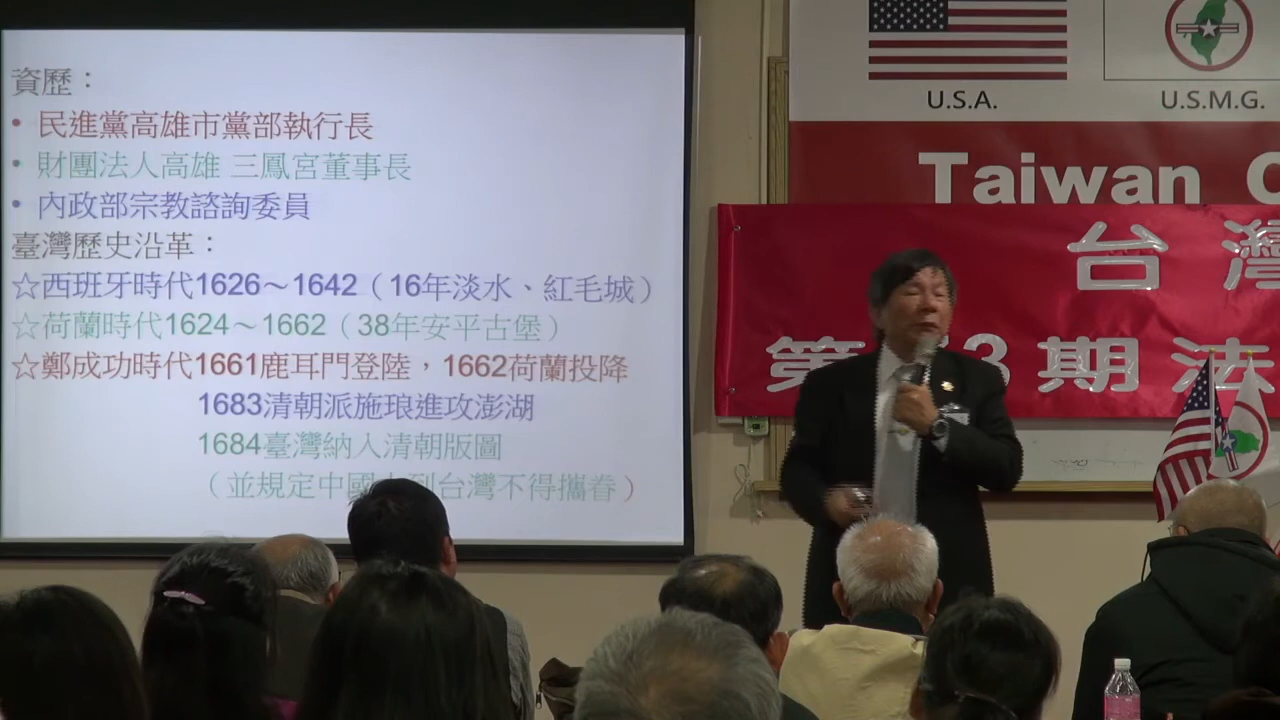 資歷：
• 民進黨高雄市黨部執行長
• 財團法人高雄 三鳳宮董事長
• 內政部宗教諮詢委員
臺灣歷史沿革：
☆西班牙時代1626～1642（16年淡水、紅毛城）
☆荷蘭時代1624～1662（38年安平古堡）
☆鄭成功時代1661鹿耳門登陸，1662荷蘭投降
1683清朝派施琅進攻澎湖
1684臺灣納入清朝版圖
（並規定中國 到台灣不得攜眷）
U.S.A.
U.S.M.G.
Taiwan C
台灣
第 3期法